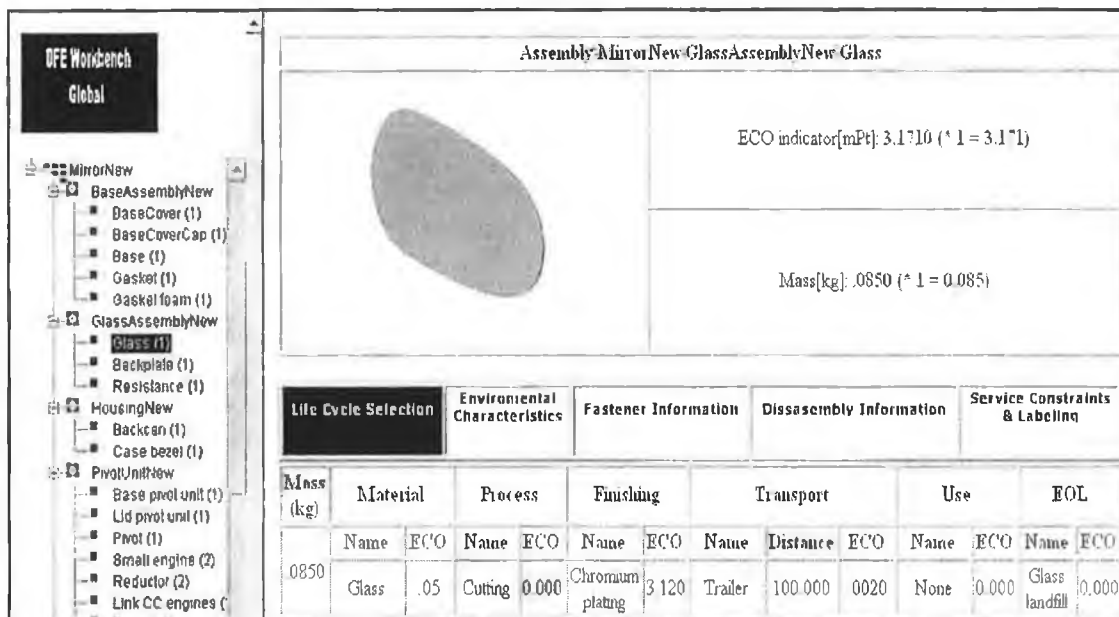 DFE Workbench
Global
MirrorNew
BaseAssemblyNew
BaseCover (1)
BaseCoverCap (1)
Base (1)
Gasket (1)
Gasket foam (1)
GlassAssemblyNew
Glass (1)
Backplate (1)
Resistance (1)
HousingNew
Backcan (1)
Case bezel (1)
PivotUnitNew
Base pivot unit (1)
Lid pivot unit (1)
Pivot (1)
Small engine (2)
Reductor (2)
Link CC engines (
Assembly MirrorNew GlassAssemblyNew Glass
ECO indicator[mPt]: 3.1710 (* 1 = 3.171)
Mass[kg]: .0850 (* 1 = 0.085)
Life Cycle Selection
Enviromental
Characteristics
Fastener Information
Dissasembly Information
Service Constraints
& Labeling
Mass
(kg)
Material Process Finishing Transport Use EOL
Name ECO Name ECO Name ECO Name Distance ECO Name ECO Name ECO
.0850 Glass .05 Cutting 0.000 Chromium plating 3.120 Trailer 100.000 .0020 None 0.000 Glass landfill 0.000